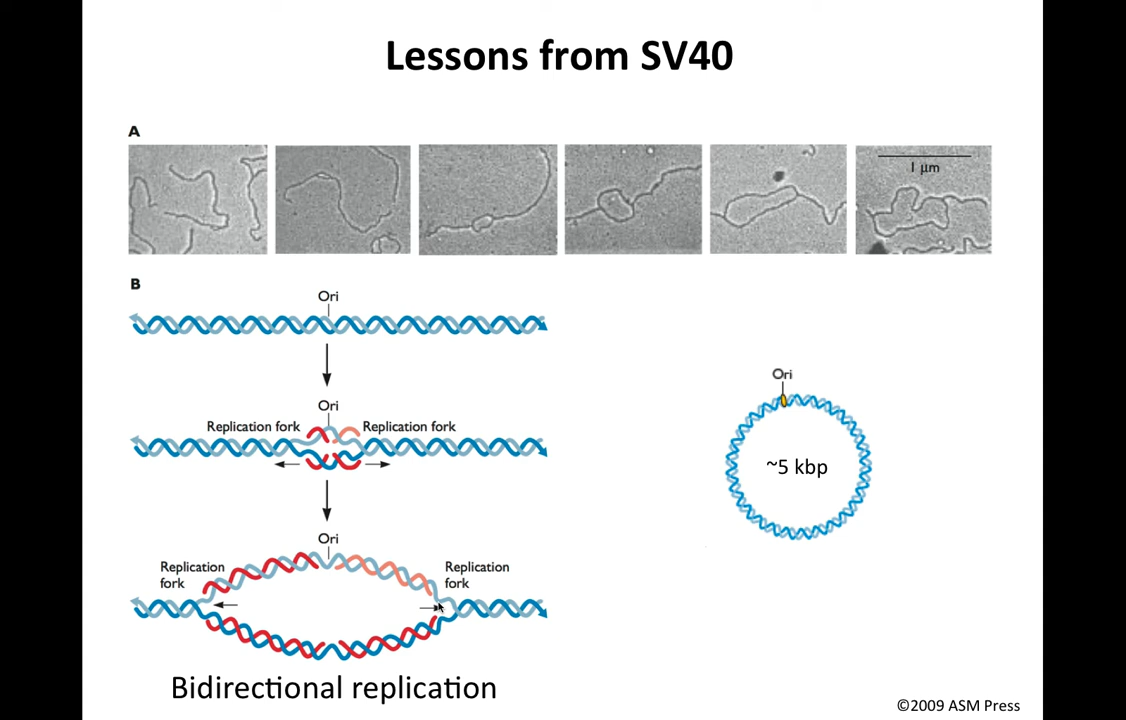 Lessons from SV40
A
1 μm
B
Ori
Ori
Replication fork
Replication fork
Ori
Replication
fork
Replication
fork
Bidirectional replication
Ori
~5 kbp
©2009 ASM Press